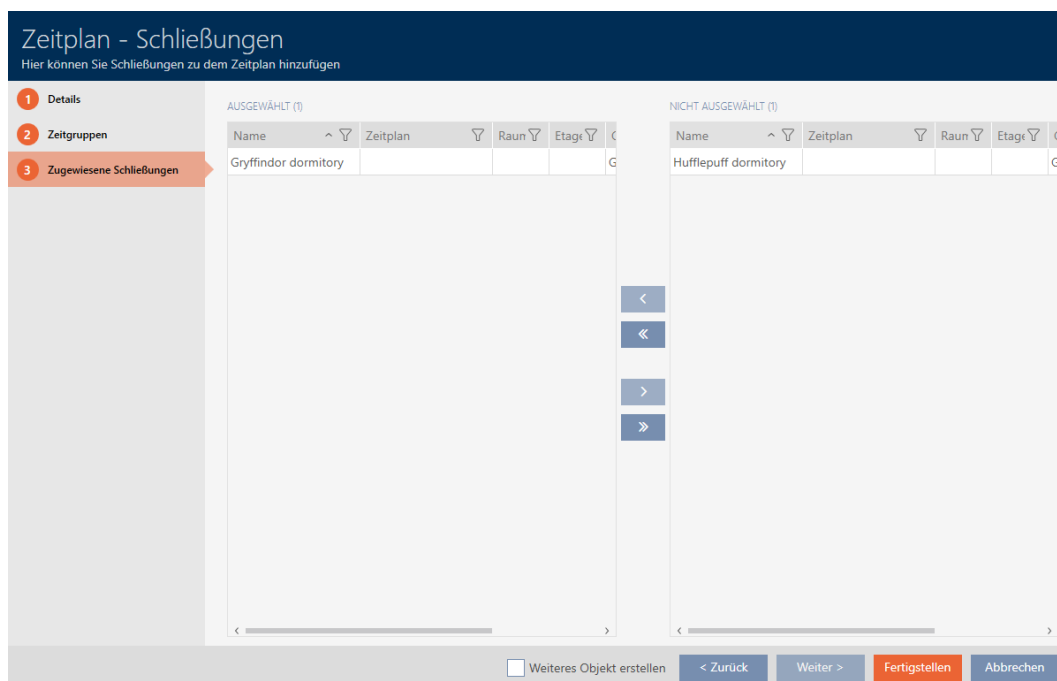 Zeitplan - Schließungen
Hier können Sie Schließungen zu dem Zeitplan hinzufügen
1 Details
2 Zeitgruppen
3 Zugewiesene Schließungen
AUSGEWÄHLT (1)
Name Zeitplan Raum Etage
Gryffindor dormitory G
NICHT AUSGEWÄHLT (1)
Name Zeitplan Raum Etage
Hufflepuff dormitory G
Weiteres Objekt erstellen
< Zurück
Weiter >
Fertigstellen
Abbrechen